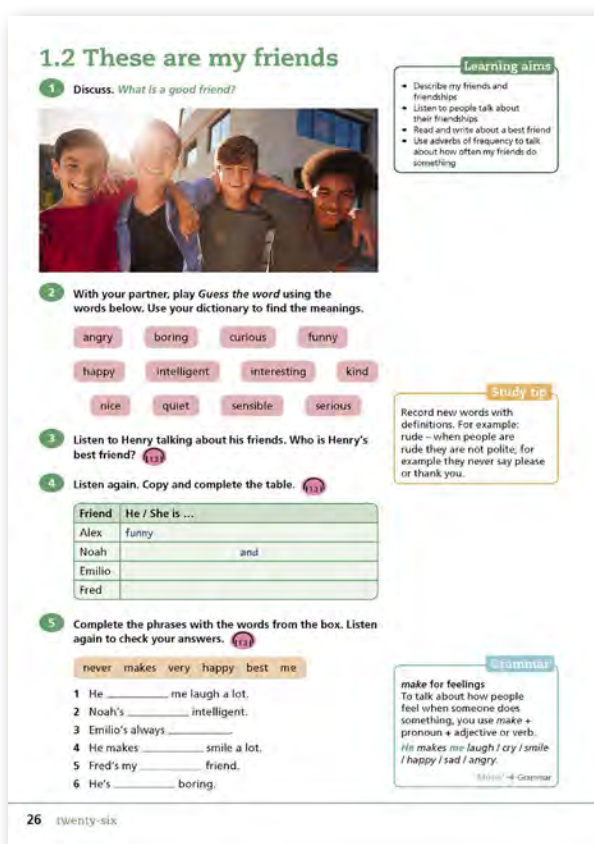 1.2 These are my friends
1 Discuss. What is a good friend?
Learning aims
• Describe my friends and
friendships
• Listen to people talk about
their friendships
• Read and write about a best friend
• Use adverbs of frequency to talk
about how often my friends do
something
2 With your partner, play Guess the word using the
words below. Use your dictionary to find the meanings.
angry boring curious funny
happy intelligent interesting kind
nice quiet sensible serious
Study tip
Record new words with
definitions. For example:
rude – when people are
rude they are not polite, for
example they never say please
or thank you.
3 Listen to Henry talking about his friends. Who is Henry's
best friend?
4 Listen again. Copy and complete the table.
Friend He / She is ...
Alex funny
Noah and
Emilio
Fred
5 Complete the phrases with the words from the box. Listen
again to check your answers.
never makes very happy best me
1 He ________ me laugh a lot.
2 Noah's ________ intelligent.
3 Emilio's always ________.
4 He makes ________ smile a lot.
5 Fred's my ________ friend.
6 He's ________ boring.
Grammar
make for feelings
To talk about how people
feel when someone does
something, you use make +
pronoun + adjective or verb.
He makes me laugh / cry / smile
/ happy / sad / angry.
More! → Grammar
26 twenty-six